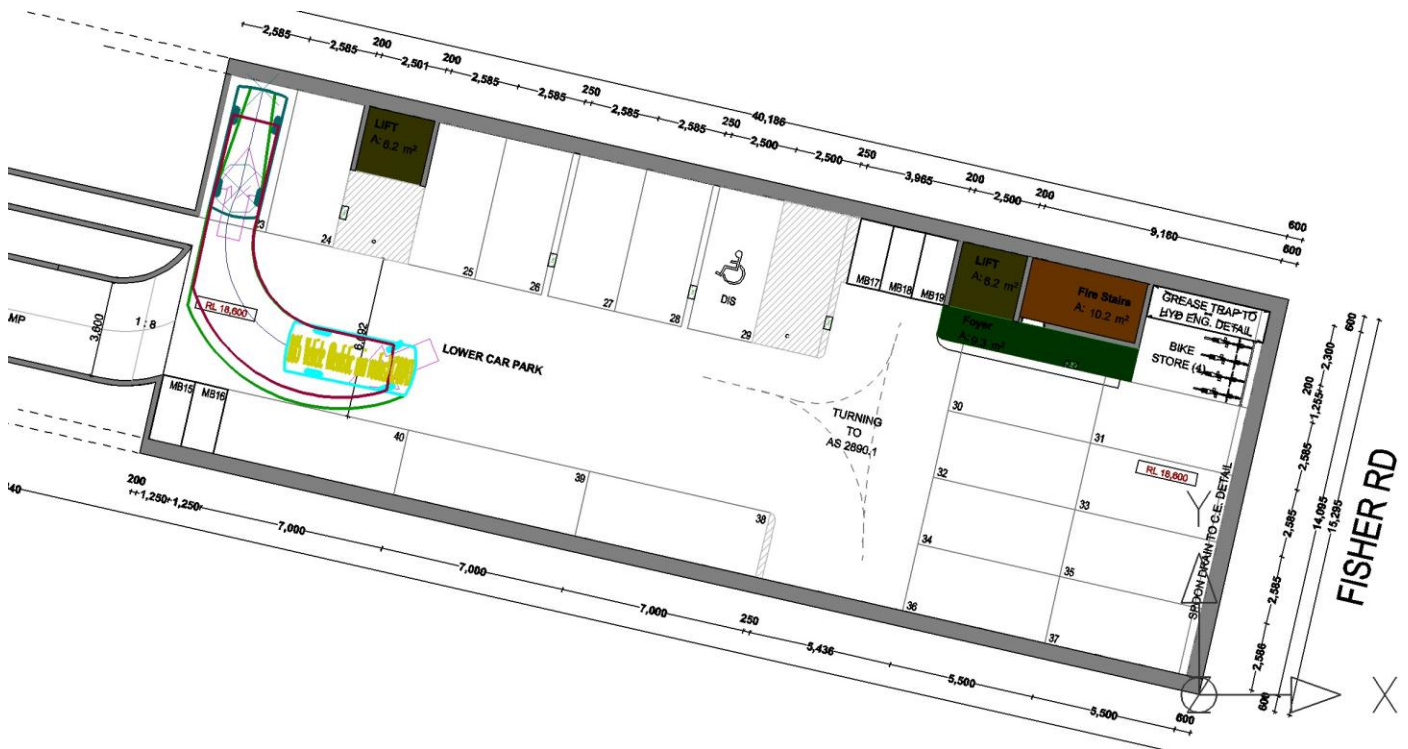 2,585
2,585
200
2,501
200
2,585
2,585
250
2,585
2,585
250
2,500
2,500
250
3,965
200
2,500
200
9,160
600
600
40,186
LIFT
A: 6.2 m²
23
24
25
26
27
28
DIS
29
MB17
MB18
MB19
LIFT
A: 6.2 m²
Fire Stairs
A: 10.2 m²
Foyer
A: 9.3 m²
GREASE TRAP TO
HYD ENG. DETAIL
BIKE
STORE (4)
RL 18,600
MP
3,600
1 : 8
LOWER CAR PARK
TURNING
TO
AS 2890.1
30
31
32
33
34
35
36
37
RL 18,600
SPOON DRAIN TO C.E. DETAIL
MB15
MB16
40
39
38
600
2,300
200
1,255
2,585
2,585
2,585
2,586
600
14,095
15,295
FISHER RD
Y
X
200
1,250
1,250
7,000
7,000
7,000
250
5,436
5,500
5,500
600